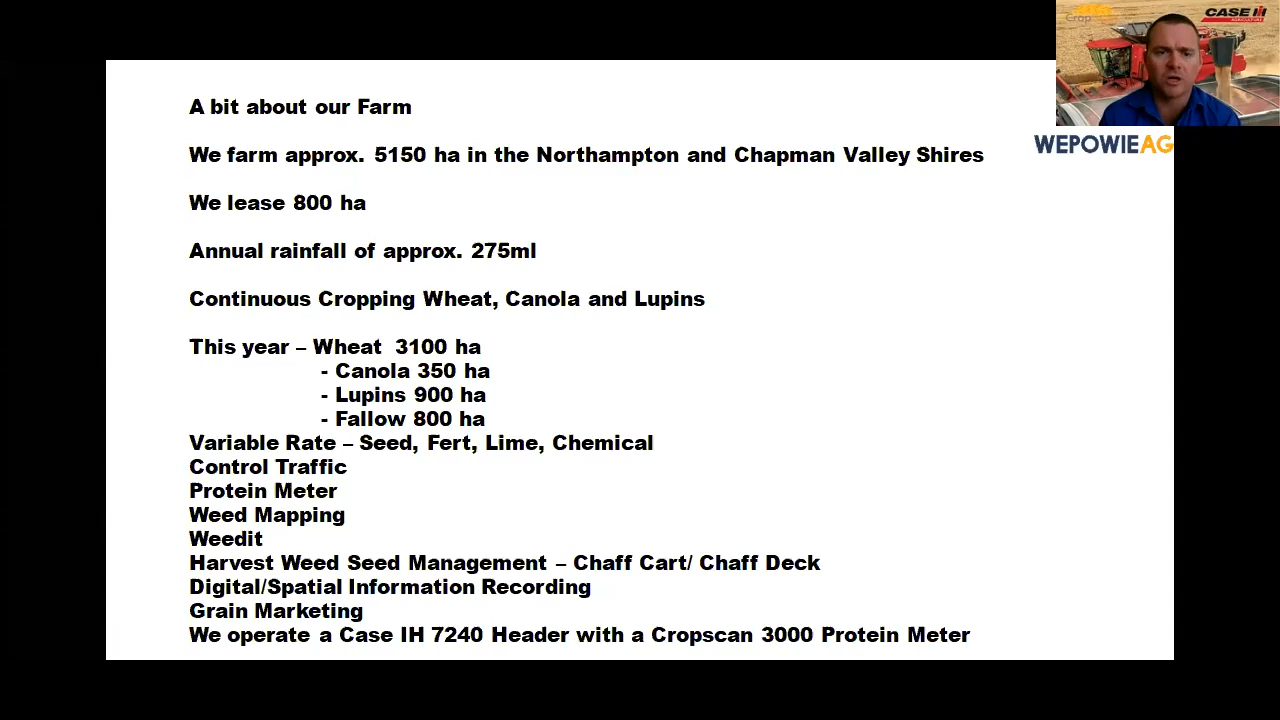 Crop
CASE IH
AGRICULTURE
WEPOWIEAG
A bit about our Farm
We farm approx. 5150 ha in the Northampton and Chapman Valley Shires
We lease 800 ha
Annual rainfall of approx. 275ml
Continuous Cropping Wheat, Canola and Lupins
This year – Wheat 3100 ha
- Canola 350 ha
- Lupins 900 ha
- Fallow 800 ha
Variable Rate – Seed, Fert, Lime, Chemical
Control Traffic
Protein Meter
Weed Mapping
Weedit
Harvest Weed Seed Management – Chaff Cart/ Chaff Deck
Digital/Spatial Information Recording
Grain Marketing
We operate a Case IH 7240 Header with a Cropscan 3000 Protein Meter